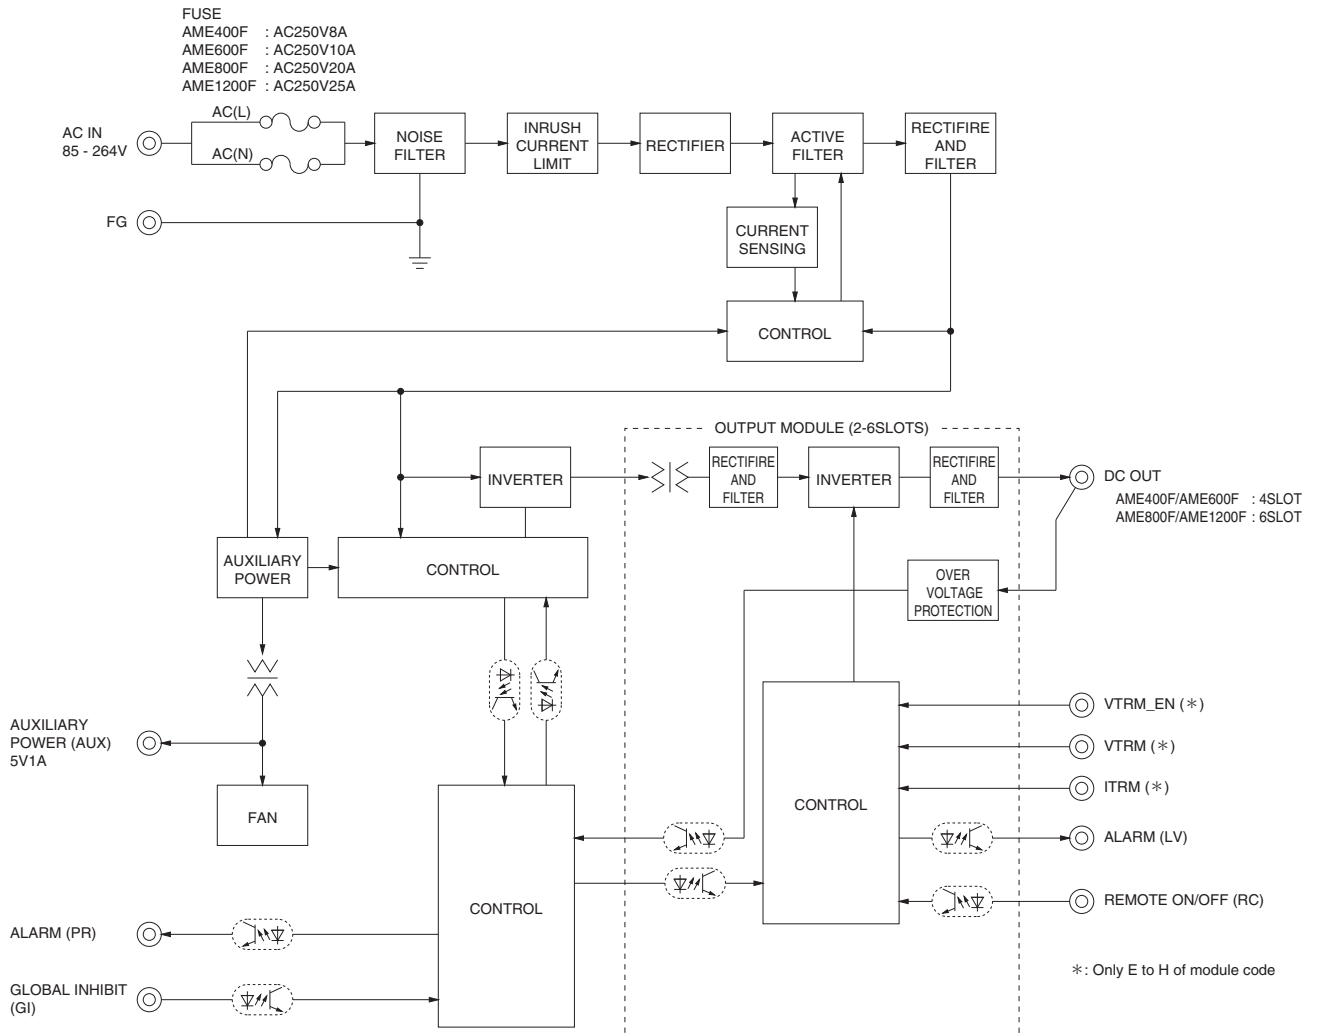 FUSE
AME400F : AC250V8A
AME600F : AC250V10A
AME800F : AC250V20A
AME1200F : AC250V25A
AC IN
85 - 264V
AC(L)
AC(N)
NOISE
FILTER
INRUSH
CURRENT
LIMIT
RECTIFIER
ACTIVE
FILTER
RECTIFIRE
AND
FILTER
FG
CURRENT
SENSING
CONTROL
OUTPUT MODULE (2-6SLOTS)
INVERTER
RECTIFIRE
AND
FILTER
INVERTER
RECTIFIRE
AND
FILTER
DC OUT
AME400F/AME600F : 4SLOT
AME800F/AME1200F : 6SLOT
AUXILIARY
POWER
CONTROL
OVER
VOLTAGE
PROTECTION
AUXILIARY
POWER (AUX)
5V1A
FAN
CONTROL
CONTROL
VTRM_EN (＊)
VTRM (＊)
ITRM (＊)
ALARM (LV)
REMOTE ON/OFF (RC)
ALARM (PR)
GLOBAL INHIBIT
(GI)
＊: Only E to H of module code